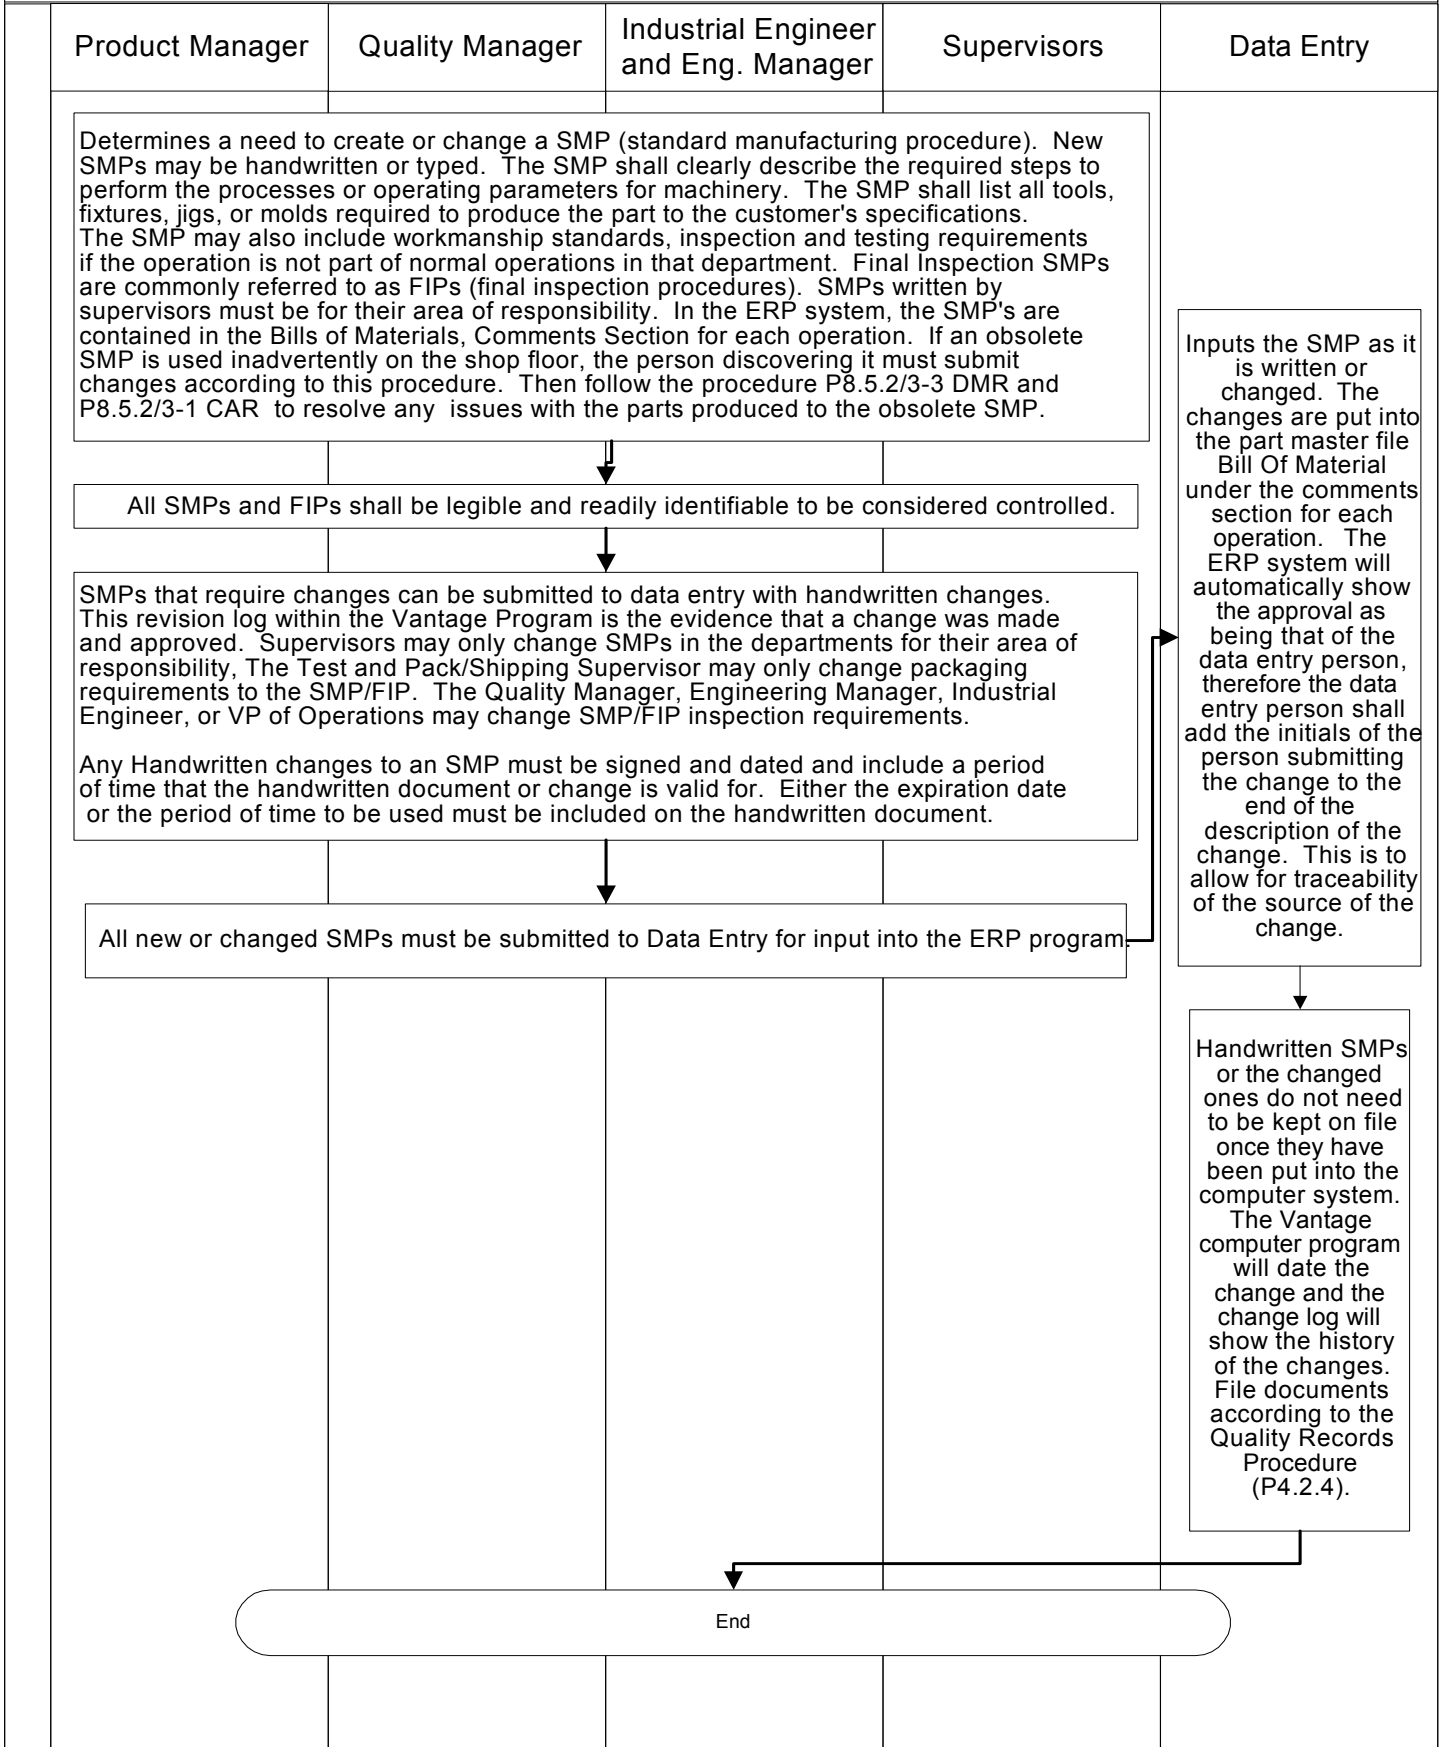 Product Manager
Quality Manager
Industrial Engineer
and Eng. Manager
Supervisors
Data Entry
Determines a need to create or change a SMP (standard manufacturing procedure).  New
SMPs may be handwritten or typed.  The SMP shall clearly describe the required steps to
perform the processes or operating parameters for machinery.  The SMP shall list all tools,
fixtures, jigs, or molds required to produce the part to the customer's specifications.
The SMP may also include workmanship standards, inspection and testing requirements
if the operation is not part of normal operations in that department.  Final Inspection SMPs
are commonly referred to as FIPs (final inspection procedures).  SMPs written by
supervisors must be for their area of responsibility.  In the ERP system, the SMP's are
contained in the Bills of Materials, Comments Section for each operation.  If an obsolete
SMP is used inadvertently on the shop floor, the person discovering it must submit
changes according to this procedure.  Then follow the procedure P8.5.2/3-3 DMR and
P8.5.2/3-1 CAR  to resolve any  issues with the parts produced to the obsolete SMP.
All SMPs and FIPs shall be legible and readily identifiable to be considered controlled.
SMPs that require changes can be submitted to data entry with handwritten changes.
This revision log within the Vantage Program is the evidence that a change was made
and approved.  Supervisors may only change SMPs in the departments for their area of
responsibility, The Test and Pack/Shipping Supervisor may only change packaging
requirements to the SMP/FIP.  The Quality Manager, Engineering Manager, Industrial
Engineer, or VP of Operations may change SMP/FIP inspection requirements.
Any Handwritten changes to an SMP must be signed and dated and include a period
of time that the handwritten document or change is valid for.  Either the expiration date
or the period of time to be used must be included on the handwritten document.
All new or changed SMPs must be submitted to Data Entry for input into the ERP program.
Inputs the SMP as it
is written or
changed.  The
changes are put into
the part master file
Bill Of Material
under the comments
section for each
operation.   The
ERP system will
automatically show
the approval as
being that of the
data entry person,
therefore the data
entry person shall
add the initials of the
person submitting
the change to the
end of the
description of the
change.  This is to
allow for traceability
of the source of the
change.
Handwritten SMPs
or the changed
ones do not need
to be kept on file
once they have
been put into the
computer system.
The Vantage
computer program
will date the
change and the
change log will
show the history
of the changes.
File documents
according to the
Quality Records
Procedure
(P4.2.4).
End